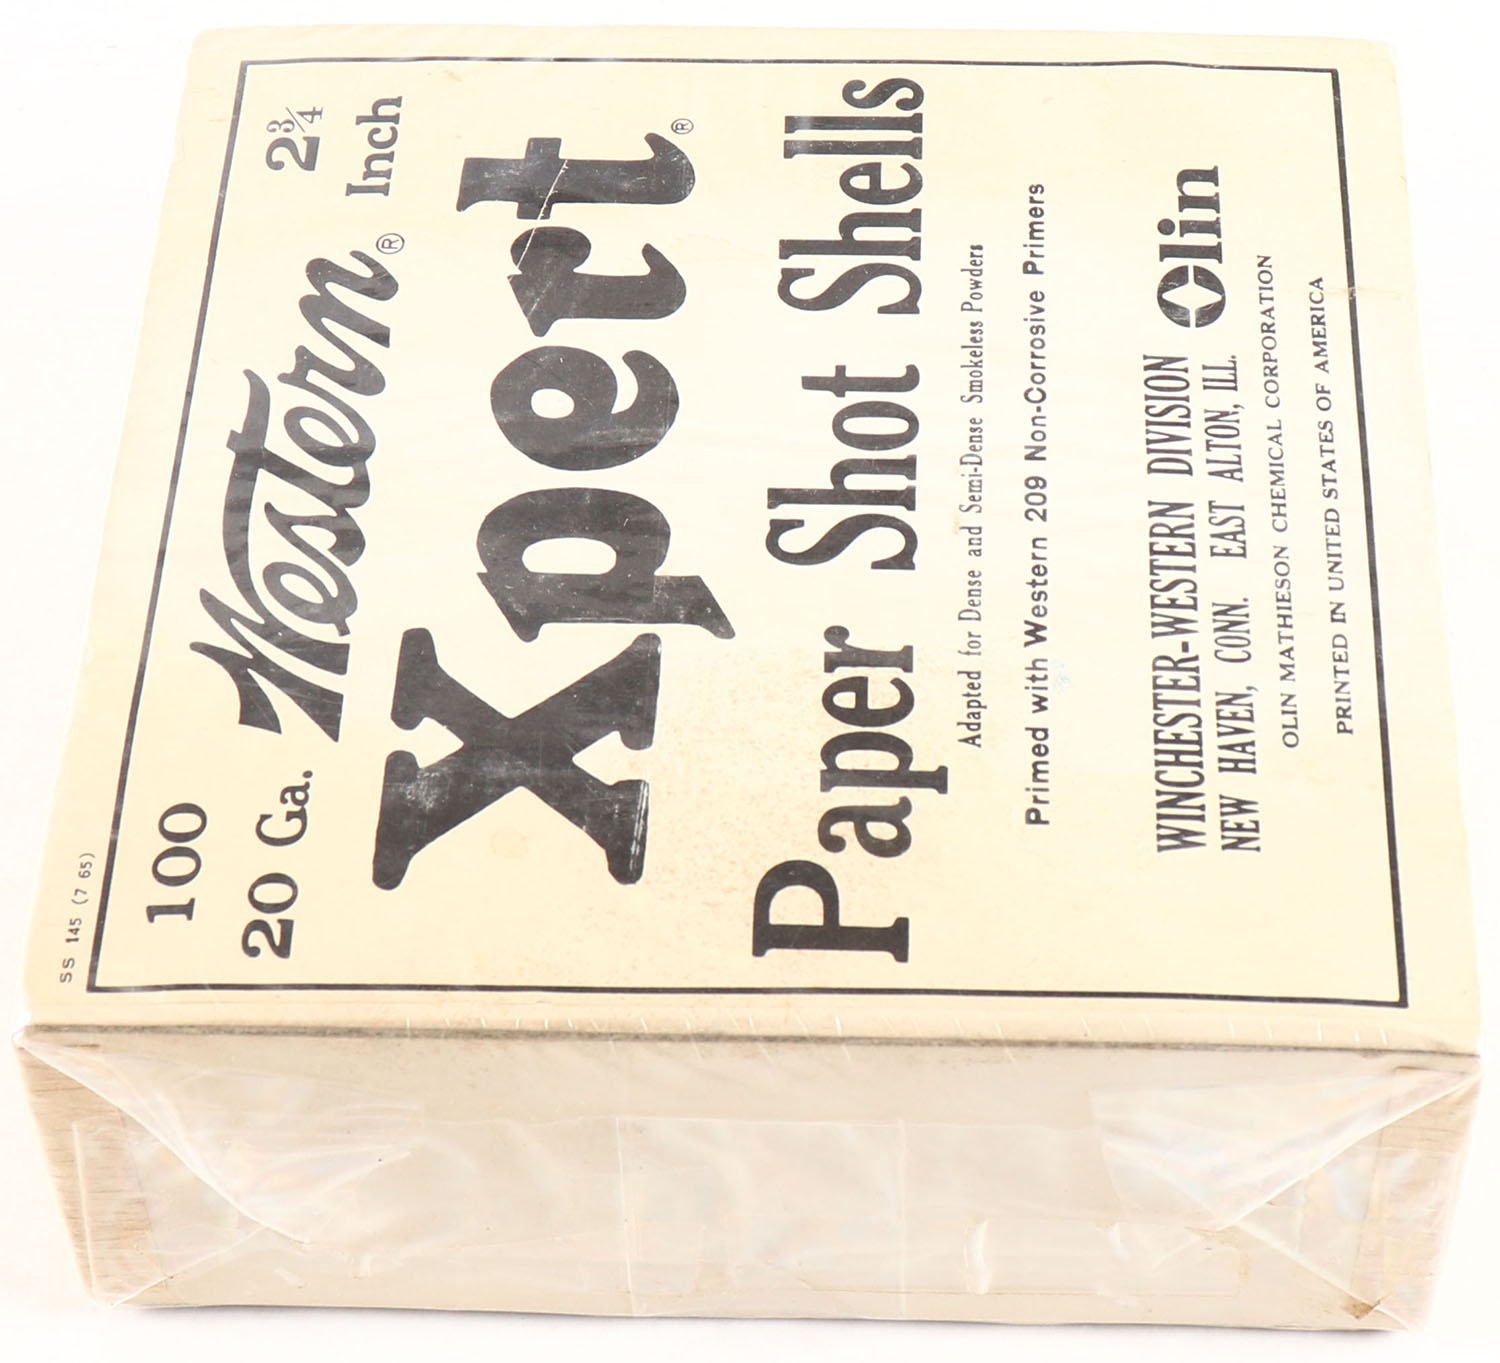 SS 145 (7 65)
100
20 Ga. Western® 2¾
Inch
Xpert®
Paper Shot Shells
Adapted for Dense and Semi-Dense Smokeless Powders
Primed with Western 209 Non-Corrosive Primers
WINCHESTER-WESTERN DIVISION Olin
NEW HAVEN, CONN. EAST ALTON, ILL.
OLIN MATHIESON CHEMICAL CORPORATION
PRINTED IN UNITED STATES OF AMERICA